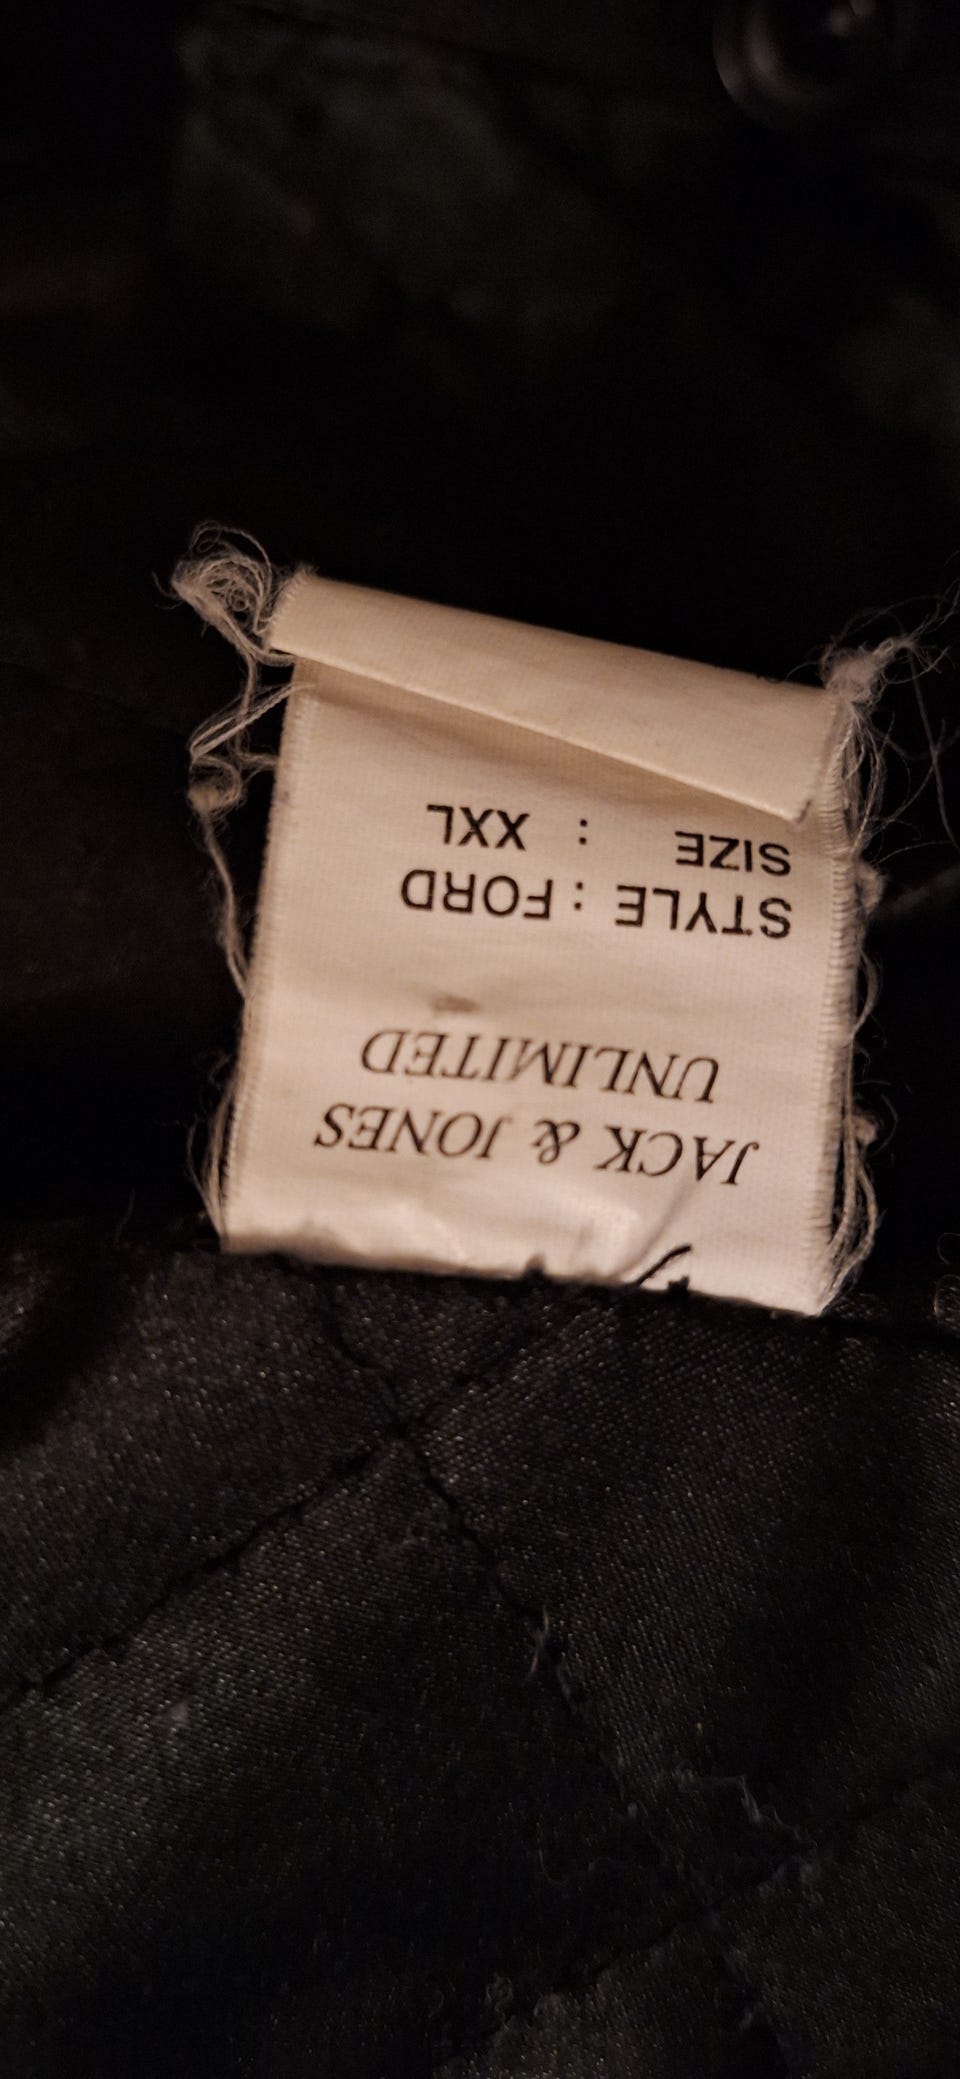 JACK & JONES
UNLIMITED
STYLE : FORD
SIZE : XXL